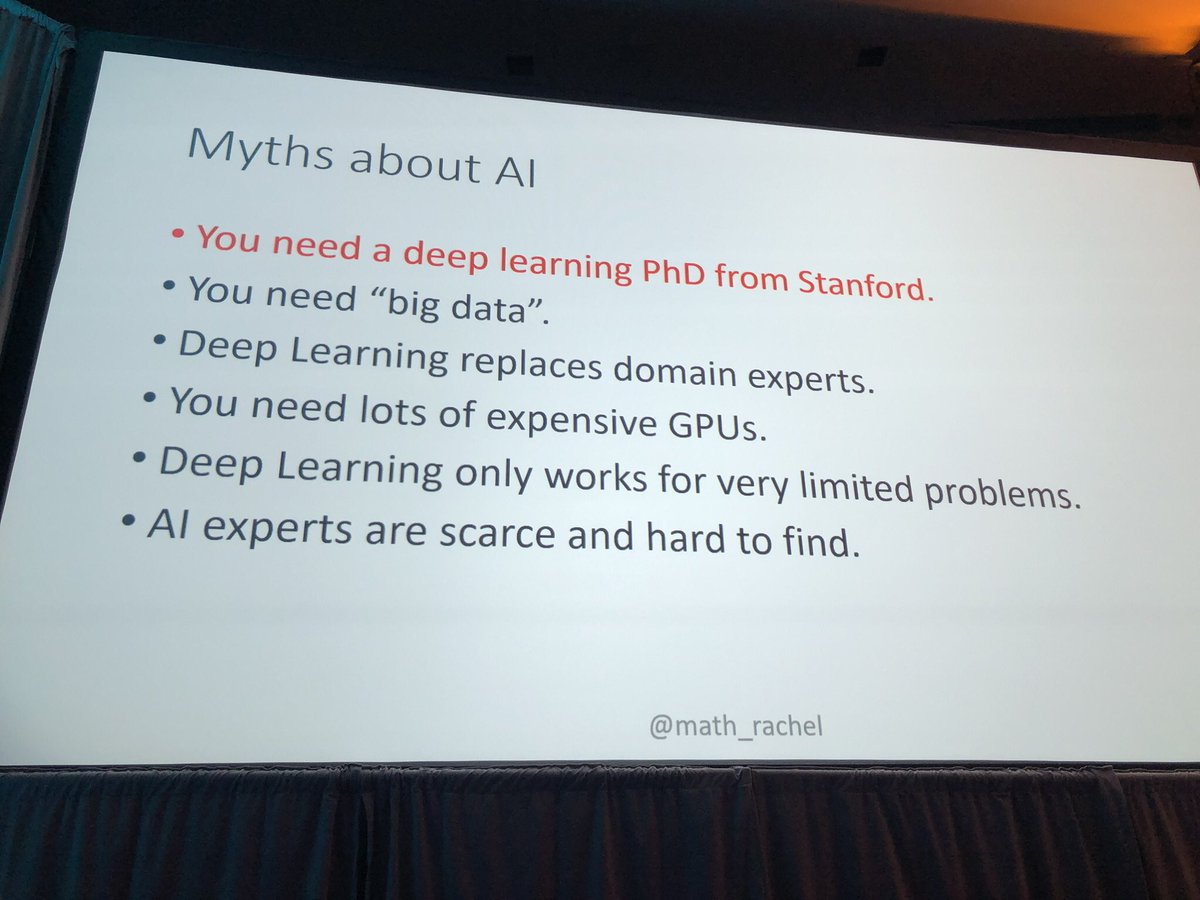 Myths about AI
• You need a deep learning PhD from Stanford.
• You need “big data”.
• Deep Learning replaces domain experts.
• You need lots of expensive GPUs.
• Deep Learning only works for very limited problems.
• AI experts are scarce and hard to find.
@math_rachel